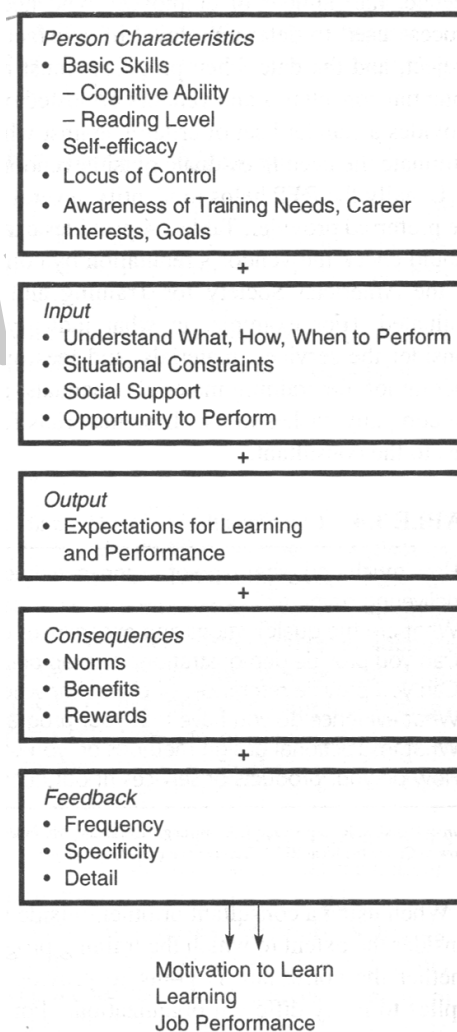 Person Characteristics
• Basic Skills
– Cognitive Ability
– Reading Level
• Self-efficacy
• Locus of Control
• Awareness of Training Needs, Career
Interests, Goals
+
Input
• Understand What, How, When to Perform
• Situational Constraints
• Social Support
• Opportunity to Perform
+
Output
• Expectations for Learning
and Performance
+
Consequences
• Norms
• Benefits
• Rewards
+
Feedback
• Frequency
• Specificity
• Detail
Motivation to Learn
Learning
Job Performance